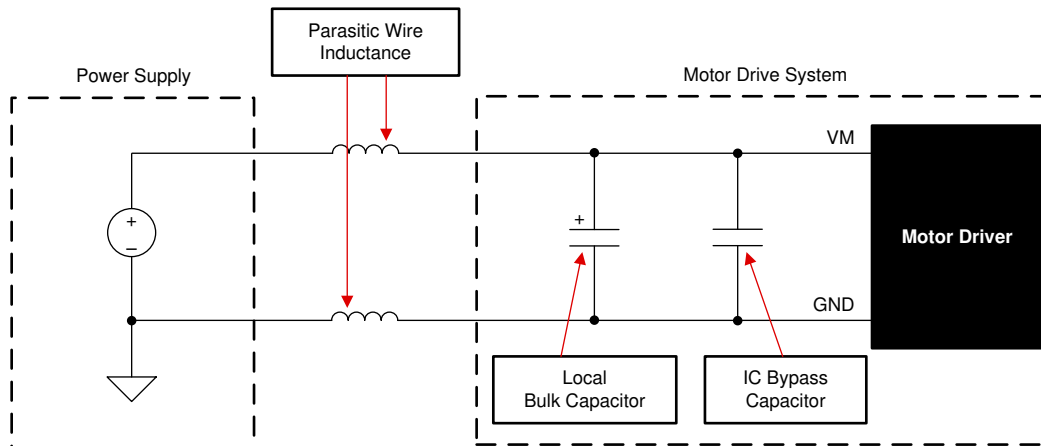 Parasitic Wire
Inductance
Power Supply
Motor Drive System
VM
+
+
–
Motor Driver
GND
Local
Bulk Capacitor
IC Bypass
Capacitor